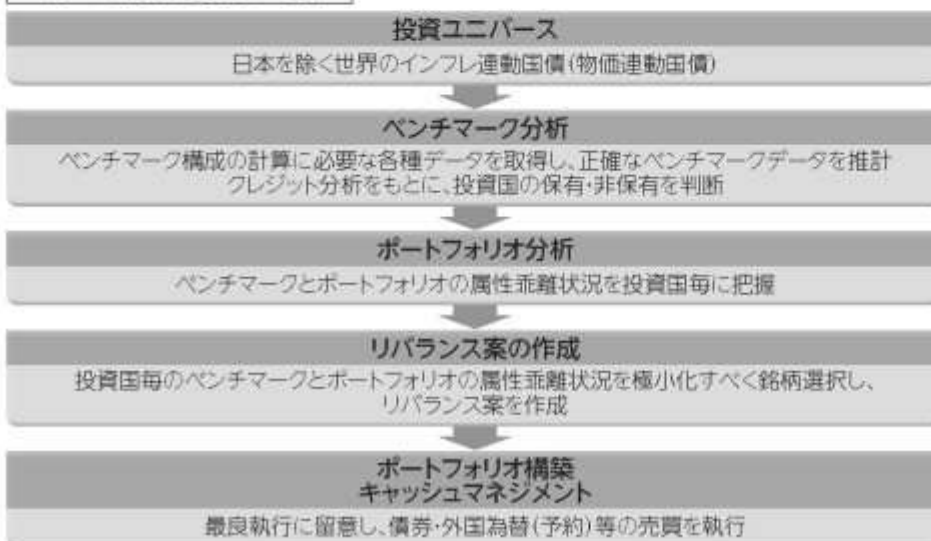 投資ユニバース
日本を除く世界のインフレ連動国債(物価連動国債)
ベンチマーク分析
ベンチマーク構成の計算に必要な各種データを取得し、正確なベンチマークデータを推計
クレジット分析をもとに、投資国の保有・非保有を判断
ポートフォリオ分析
ベンチマークとポートフォリオの属性乖離状況を投資国毎に把握
リバランス案の作成
投資国毎のベンチマークとポートフォリオの属性乖離状況を極小化すべく銘柄選択し、
リバランス案を作成
ポートフォリオ構築
キャッシュマネジメント
最良執行に留意し、債券・外国為替(予約)等の売買を執行